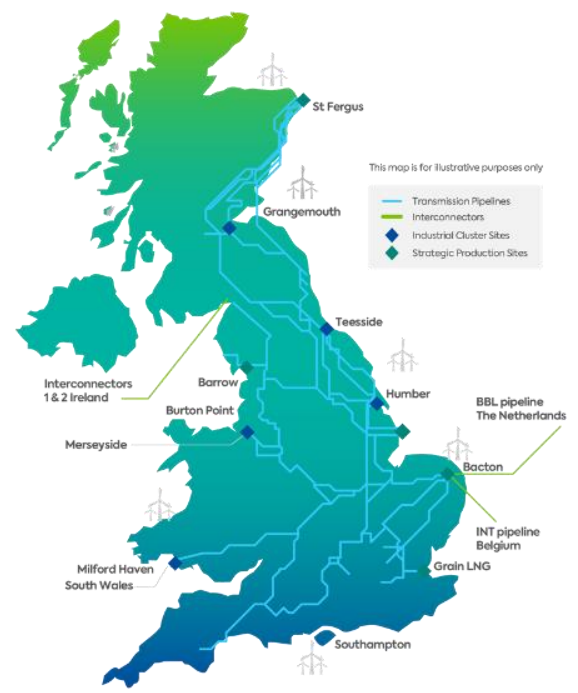 St Fergus
This map is for illustrative purposes only
Transmission Pipelines
Interconnectors
Industrial Cluster Sites
Strategic Production Sites
Grangemouth
Teesside
Interconnectors
1 & 2 Ireland
Barrow
Burton Point
Merseyside
Humber
BBL pipeline
The Netherlands
Bacton
INT pipeline
Belgium
Milford Haven
South Wales
Grain LNG
Southampton